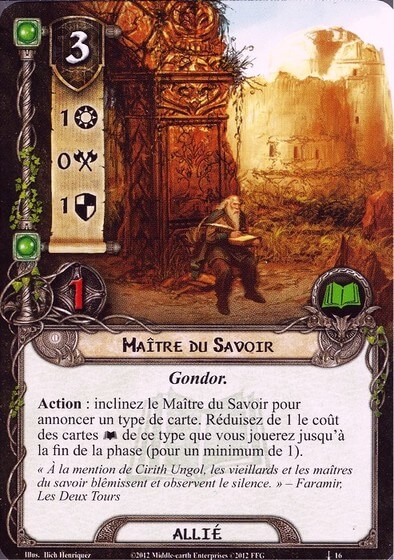 3
1
0
1
1
MAÎTRE DU SAVOIR
Gondor.
Action : inclinez le Maître du Savoir pour
annoncer un type de carte. Réduisez de 1 le coût
des cartes de ce type que vous jouerez jusqu'à
la fin de la phase (pour un minimum de 1).
« À la mention de Cirith Ungol, les vieillards et les maîtres
du savoir blêmissent et observent le silence. » – Faramir,
Les Deux Tours
ALLIÉ
Illus. Ilich Henriquez ©2012 Middle-earth Enterprises ©2012 FFG 16